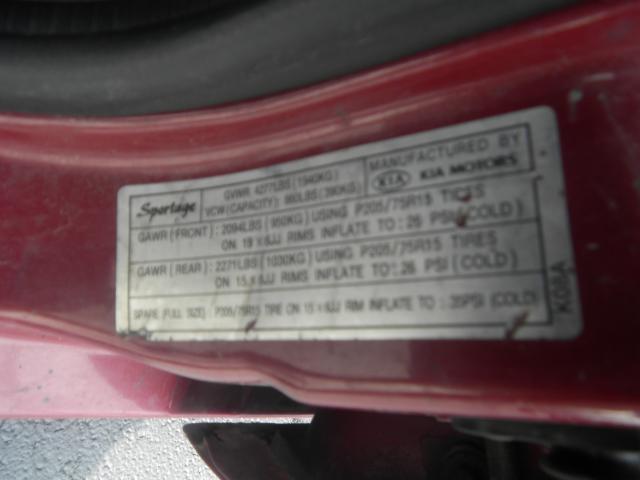 Sportage
GVWR 4277LBS (1940KG)
VCW (CAPACITY): 860LBS (390KG)
MANUFACTURED BY
KIA KIA MOTORS
GAWR (FRONT): 2094LBS (950KG) USING P205/75R15 TIRES
ON 15 X 6JJ RIMS INFLATE TO: 26 PSI (COLD)
GAWR (REAR): 2271LBS (1030KG) USING P205/75R15 TIRES
ON 15 X 6JJ RIMS INFLATE TO: 26 PSI (COLD)
SPARE (FULL SIZE): P205/75R15 TIRE ON 15 X 6JJ RIM INFLATE TO: 35PSI (COLD)
K08A